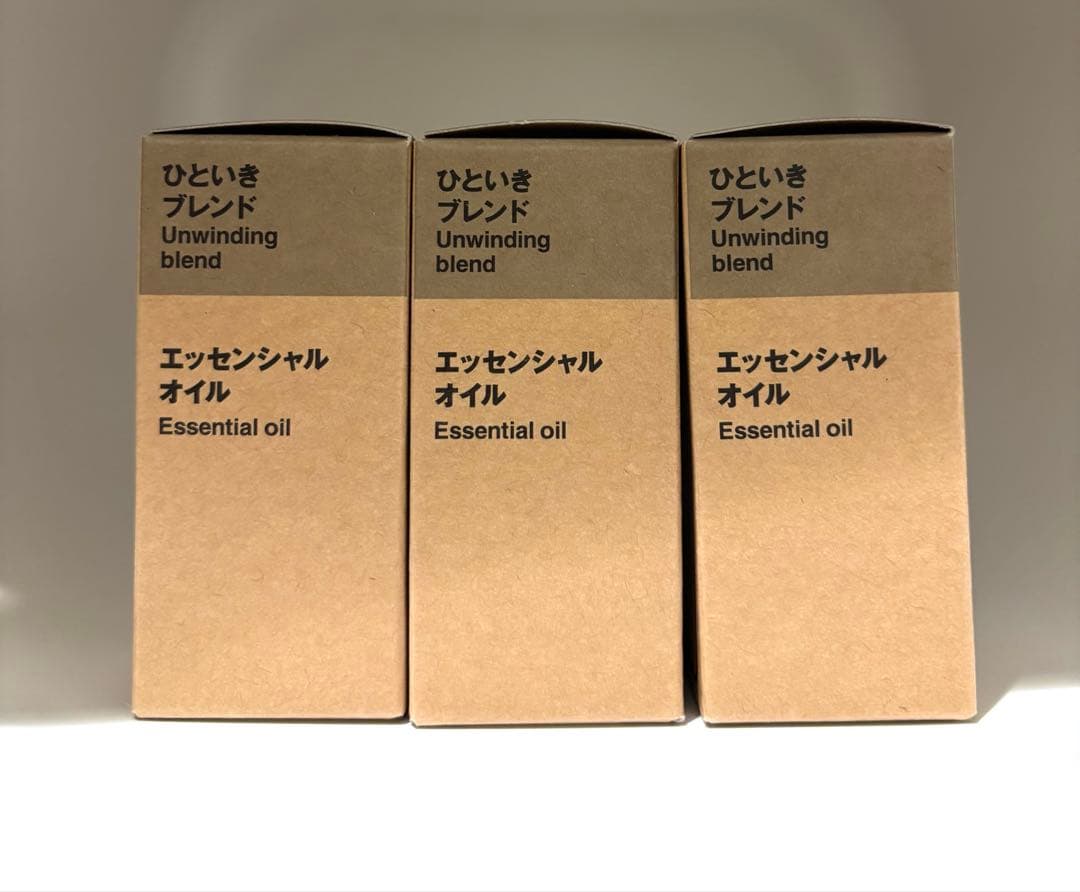 ひといき
ブレンド
Unwinding
blend
エッセンシャル
オイル
Essential oil
ひといき
ブレンド
Unwinding
blend
エッセンシャル
オイル
Essential oil
ひといき
ブレンド
Unwinding
blend
エッセンシャル
オイル
Essential oil